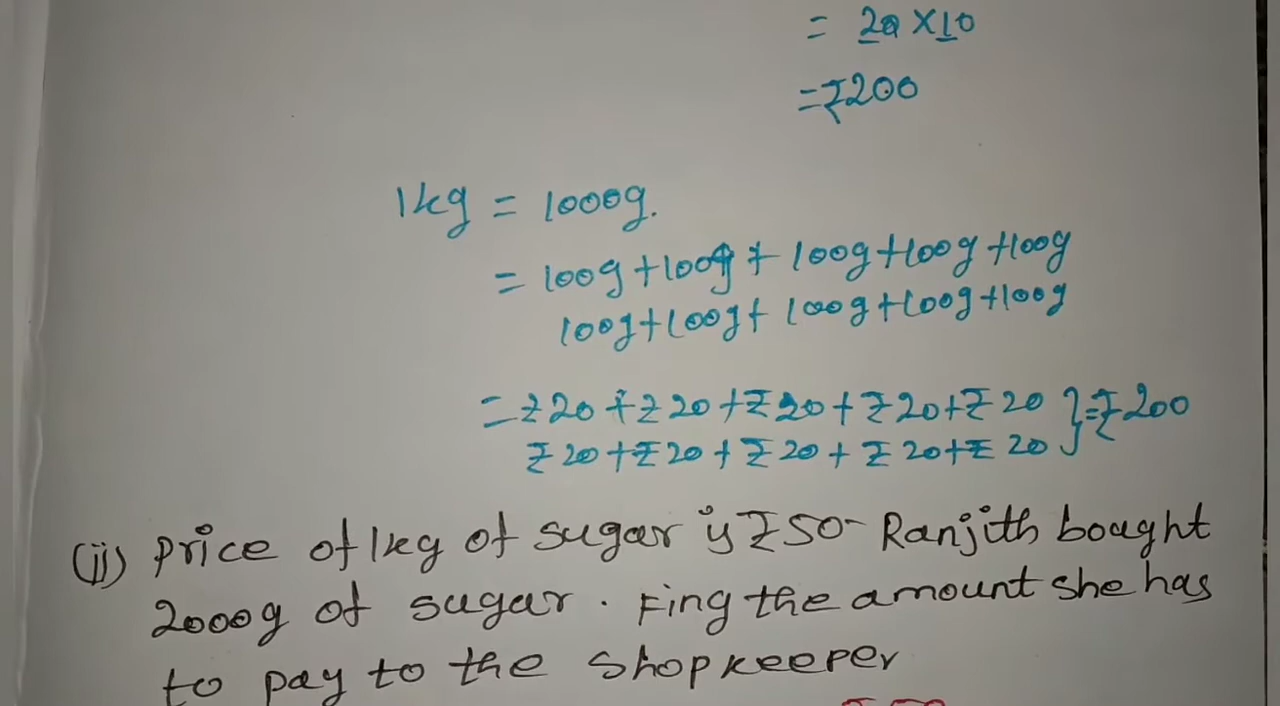 = 20 X10
=₹200
1kg = 1000g.
= 100g+100g+100g+100g+100g
100g+100g+100g+100g+100g
=₹20+₹20+₹20+₹20+₹20 }=₹200
₹20+₹20+₹20+₹20+₹20
(ii) Price of 1kg of sugar is ₹50- Ranjith bought
2000g of sugar. Fing the amount she has
to pay to the shopkeeper